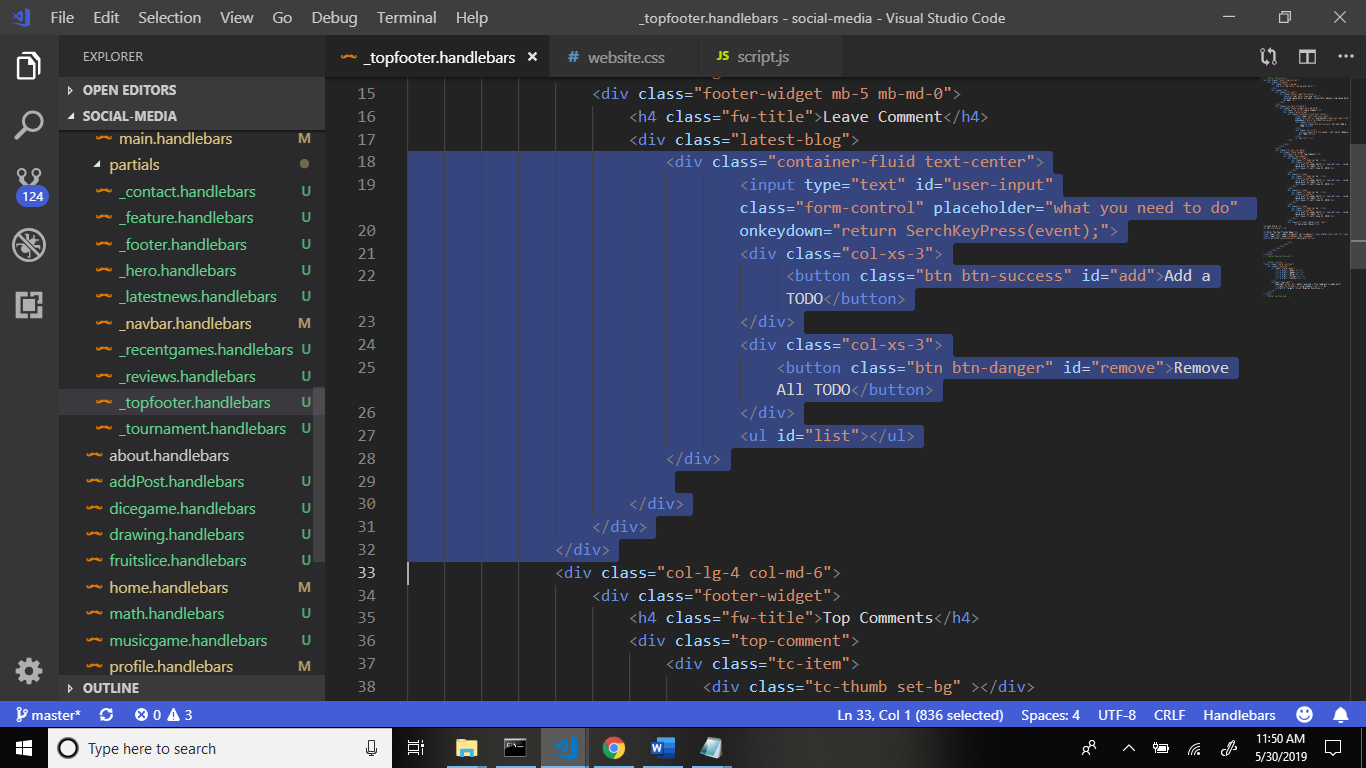 File Edit Selection View Go Debug Terminal Help
_topfooter.handlebars - social-media - Visual Studio Code
EXPLORER
OPEN EDITORS
SOCIAL-MEDIA
main.handlebars M
partials
_contact.handlebars U
_feature.handlebars U
_footer.handlebars U
_hero.handlebars U
_latestnews.handlebars U
_navbar.handlebars M
_recentgames.handlebars U
_reviews.handlebars U
_topfooter.handlebars U
_tournament.handlebars U
about.handlebars
addPost.handlebars U
dicegame.handlebars U
drawing.handlebars U
fruitslice.handlebars U
home.handlebars M
math.handlebars U
musicgame.handlebars U
profile.handlebars M
OUTLINE
124
_topfooter.handlebars
# website.css
JS script.js
15 <div class="footer-widget mb-5 mb-md-0">
16 <h4 class="fw-title">Leave Comment</h4>
17 <div class="latest-blog">
18 <div class="container-fluid text-center">
19 <input type="text" id="user-input"
class="form-control" placeholder="what you need to do"
20 onkeydown="return SerchKeyPress(event);">
21 <div class="col-xs-3">
22 <button class="btn btn-success" id="add">Add a
TODO</button>
23 </div>
24 <div class="col-xs-3">
25 <button class="btn btn-danger" id="remove">Remove
All TODO</button>
26 </div>
27 <ul id="list"></ul>
28 </div>
29
30 </div>
31 </div>
32 </div>
33 <div class="col-lg-4 col-md-6">
34 <div class="footer-widget">
35 <h4 class="fw-title">Top Comments</h4>
36 <div class="top-comment">
37 <div class="tc-item">
38 <div class="tc-thumb set-bg" ></div>
master* 0 3
Ln 33, Col 1 (836 selected) Spaces: 4 UTF-8 CRLF Handlebars
Type here to search
11:50 AM
5/30/2019